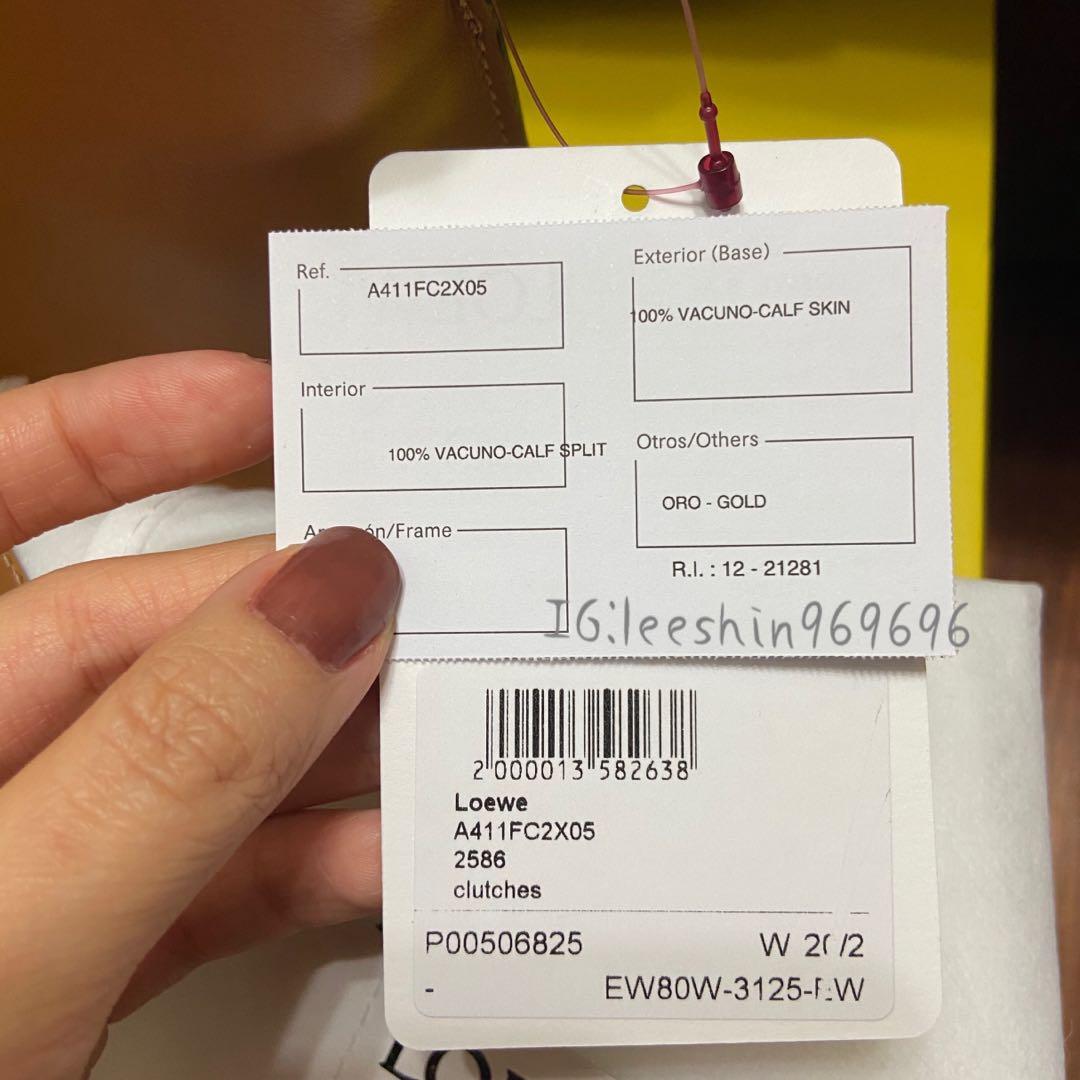 Ref.
A411FC2X05
Exterior (Base)
100% VACUNO-CALF SKIN
Interior
100% VACUNO-CALF SPLIT
Otros/Others
ORO - GOLD
/Frame
R.I. : 12 - 21281
IG:leeshin969696
2 000013 582638
Loewe
A411FC2X05
2586
clutches
P00506825
W
-